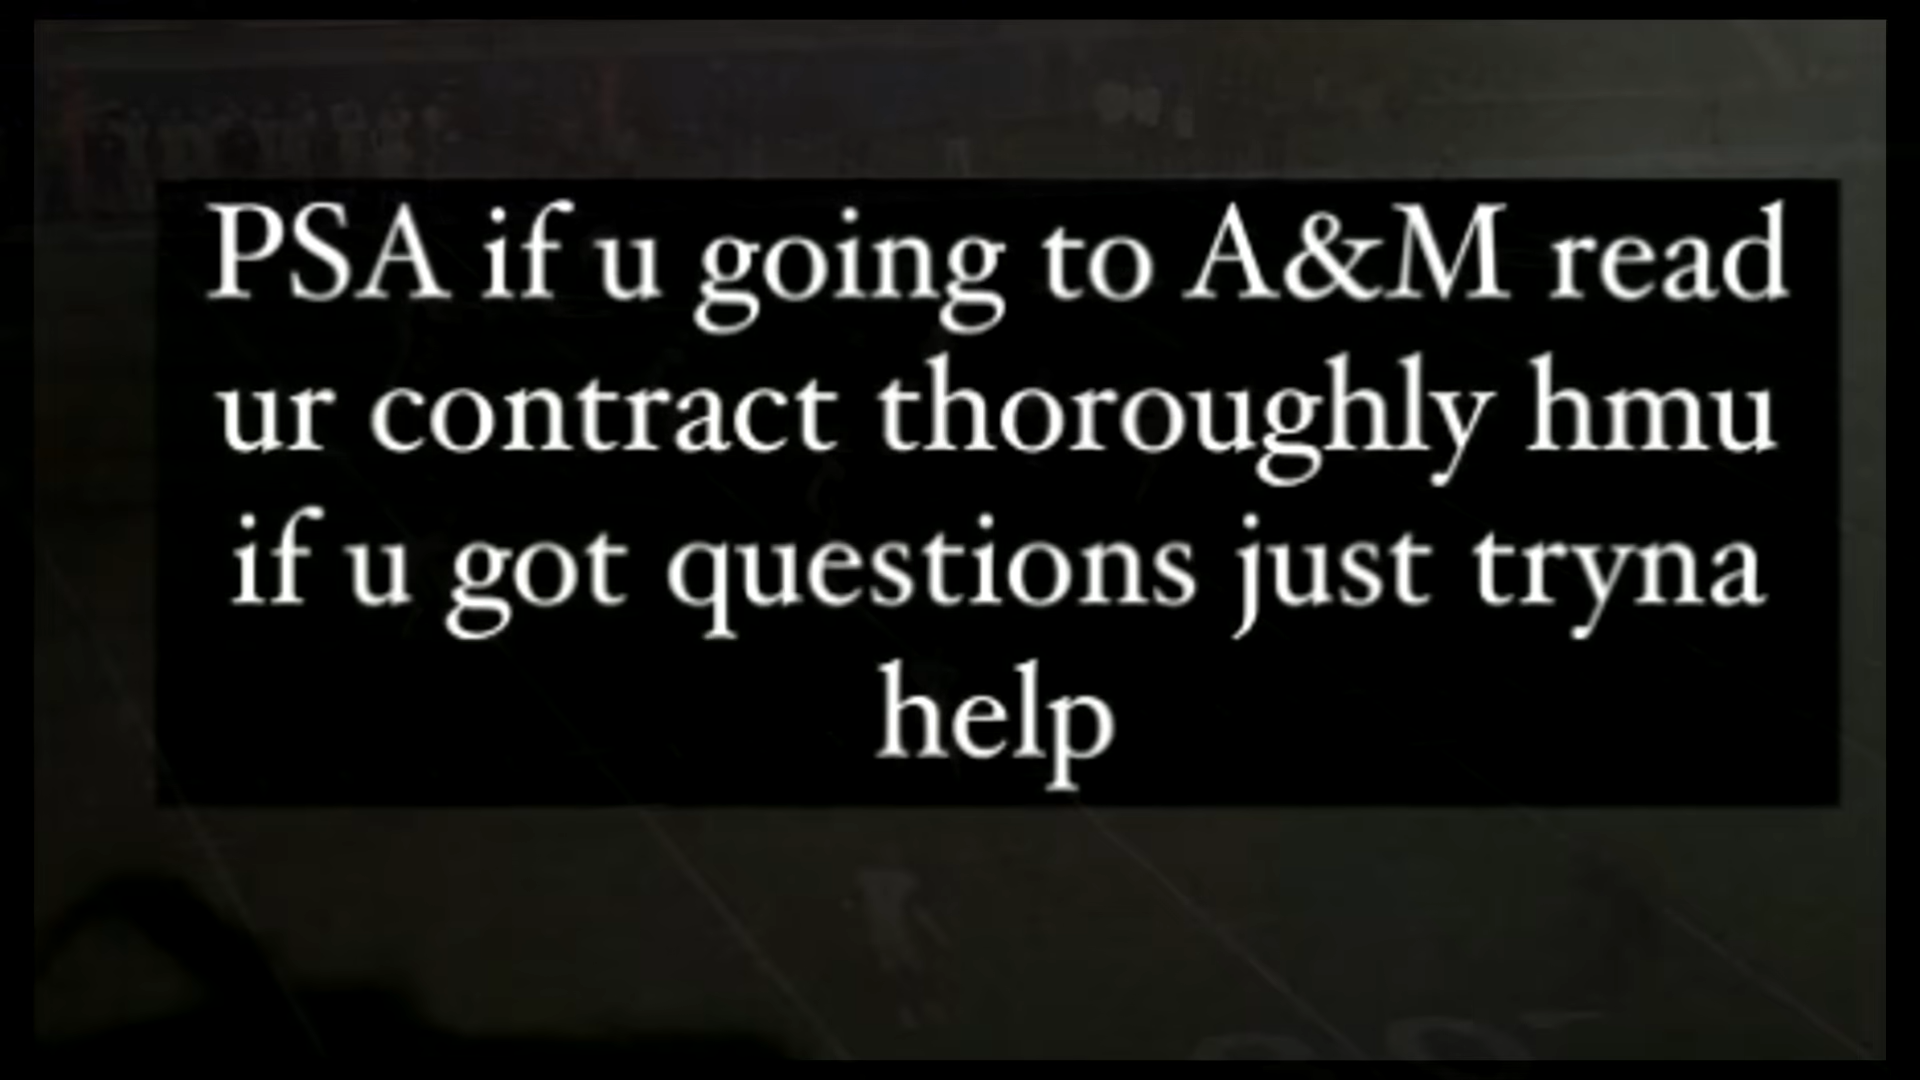 PSA if u going to A&M read
ur contract thoroughly hmu
if u got questions just tryna
help